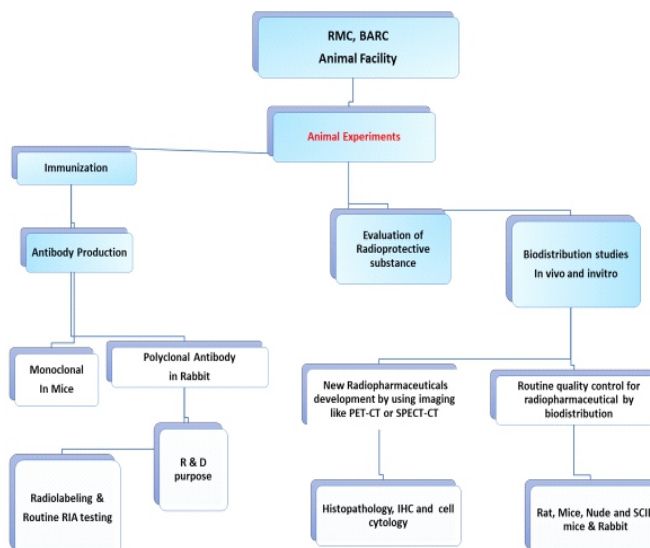 RMC, BARC
Animal Facility
Animal Experiments
Immunization
Evaluation of
Radioprotective
substance
Biodistribution studies
In vivo and invitro
Antibody Production
Monoclonal
In Mice
Polyclonal Antibody
in Rabbit
New Radiopharmaceuticals
development by using imaging
like PET-CT or SPECT-CT
Routine quality control for
radiopharmaceutical by
biodistribution
Radiolabeling &
Routine RIA testing
R & D
purpose
Histopathology, IHC and cell
cytology
Rat, Mice, Nude and SCID
mice & Rabbit